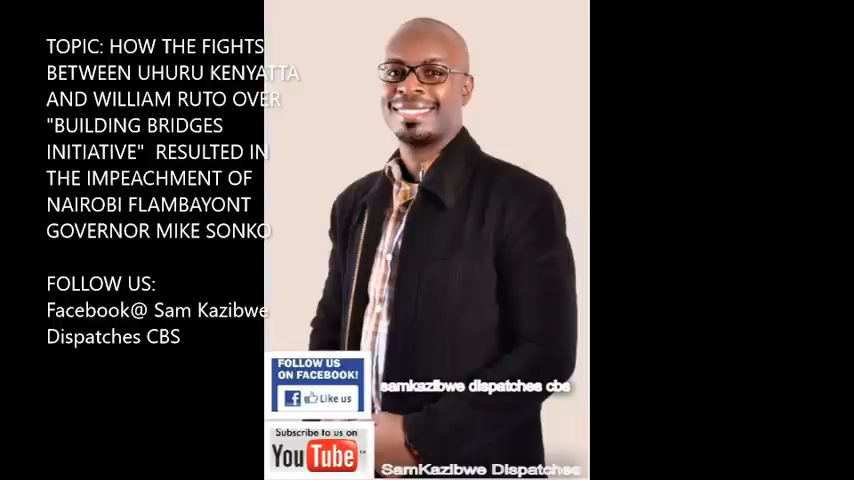 TOPIC: HOW THE FIGHTS
BETWEEN UHURU KENYATTA
AND WILLIAM RUTO OVER
"BUILDING BRIDGES
INITIATIVE"  RESULTED IN
THE IMPEACHMENT OF
NAIROBI FLAMBAYONT
GOVERNOR MIKE SONKO
FOLLOW US:
Facebook@ Sam Kazibwe
Dispatches CBS
FOLLOW US
ON FACEBOOK!
f Like us
samkazibwe dispatches cbs
Subscribe to us on
YouTube
SamKazibwe Dispatches